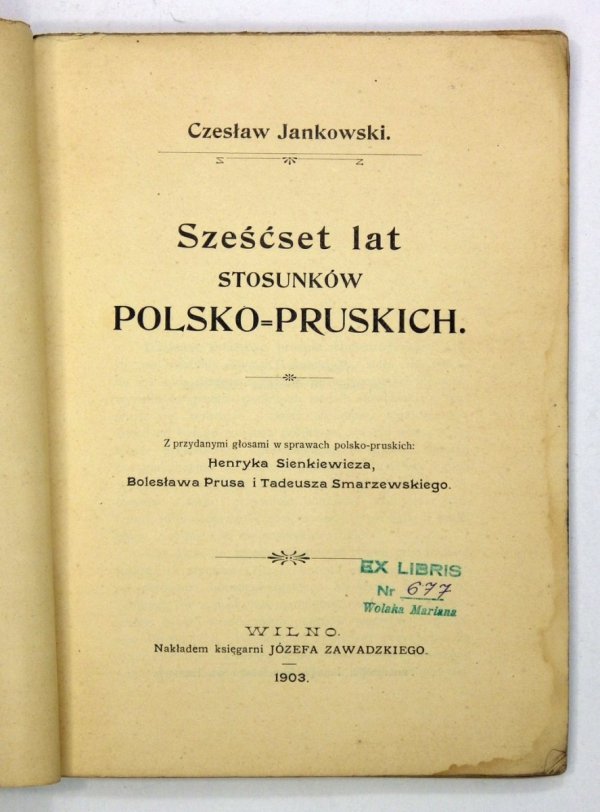 Czesław Jankowski.
Sześćset lat
STOSUNKÓW
POLSKO=PRUSKICH.
Z przydanymi głosami w sprawach polsko-pruskich:
Henryka Sienkiewicza,
Bolesława Prusa i Tadeusza Smarzewskiego.
EX LIBRIS
Nr 677
Wolaka Mariana
WILNO.
Nakładem księgarni JÓZEFA ZAWADZKIEGO.
1903.